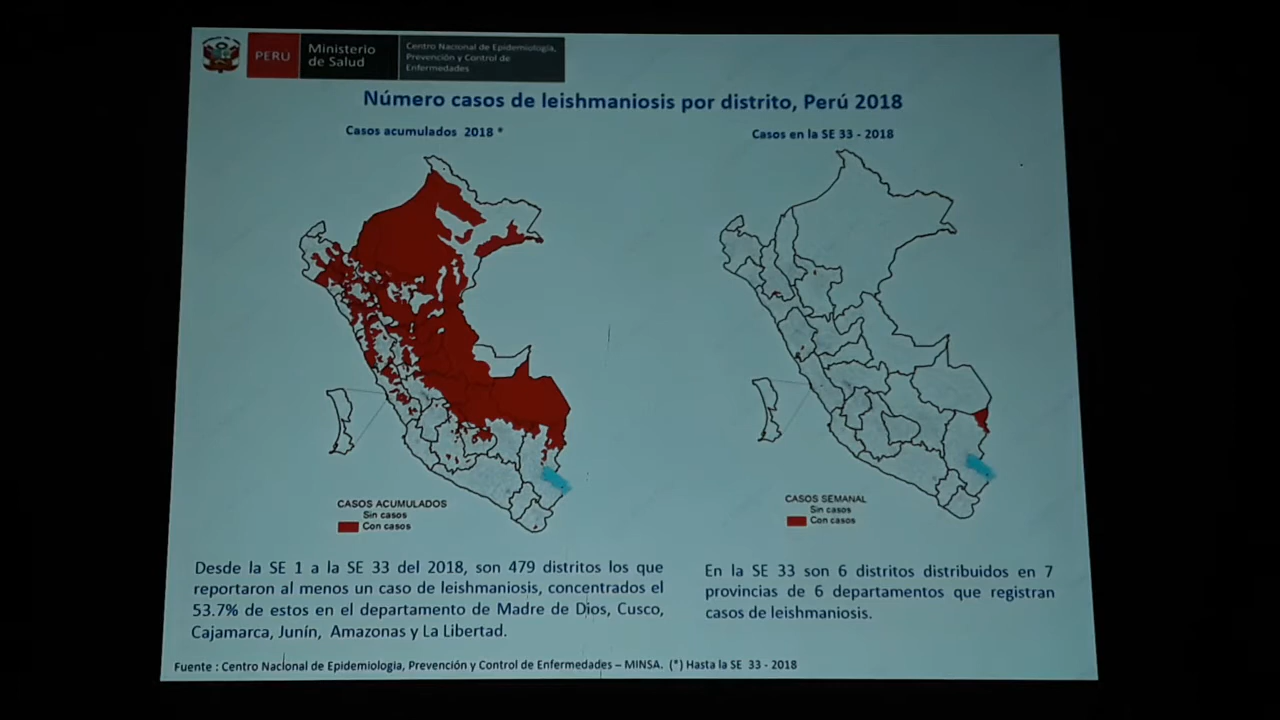 PERÚ
Ministerio
de Salud
Centro Nacional de Epidemiología,
Prevención y Control de
Enfermedades
Número casos de leishmaniosis por distrito, Perú 2018
Casos acumulados 2018 *
Casos en la SE 33 - 2018
CASOS ACUMULADOS
Sin casos
Con casos
CASOS SEMANAL
Sin casos
Con casos
Desde la SE 1 a la SE 33 del 2018, son 479 distritos los que
reportaron al menos un caso de leishmaniosis, concentrados el
53.7% de estos en el departamento de Madre de Dios, Cusco,
Cajamarca, Junín, Amazonas y La Libertad.
En la SE 33 son 6 distritos distribuidos en 7
provincias de 6 departamentos que registran
casos de leishmaniosis.
Fuente : Centro Nacional de Epidemiologia, Prevención y Control de Enfermedades – MINSA. (*) Hasta la SE 33 - 2018